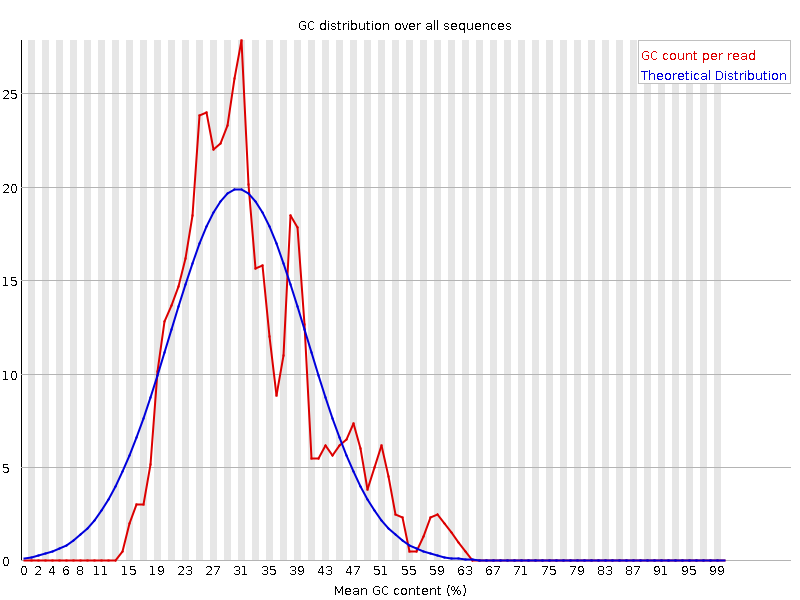 GC distribution over all sequences
GC count per read
Theoretical Distribution
25
20
15
10
5
0
0 2 4 6 8 11 15 19 23 27 31 35 39 43 47 51 55 59 63 67 71 75 79 83 87 91 95 99
Mean GC content (%)